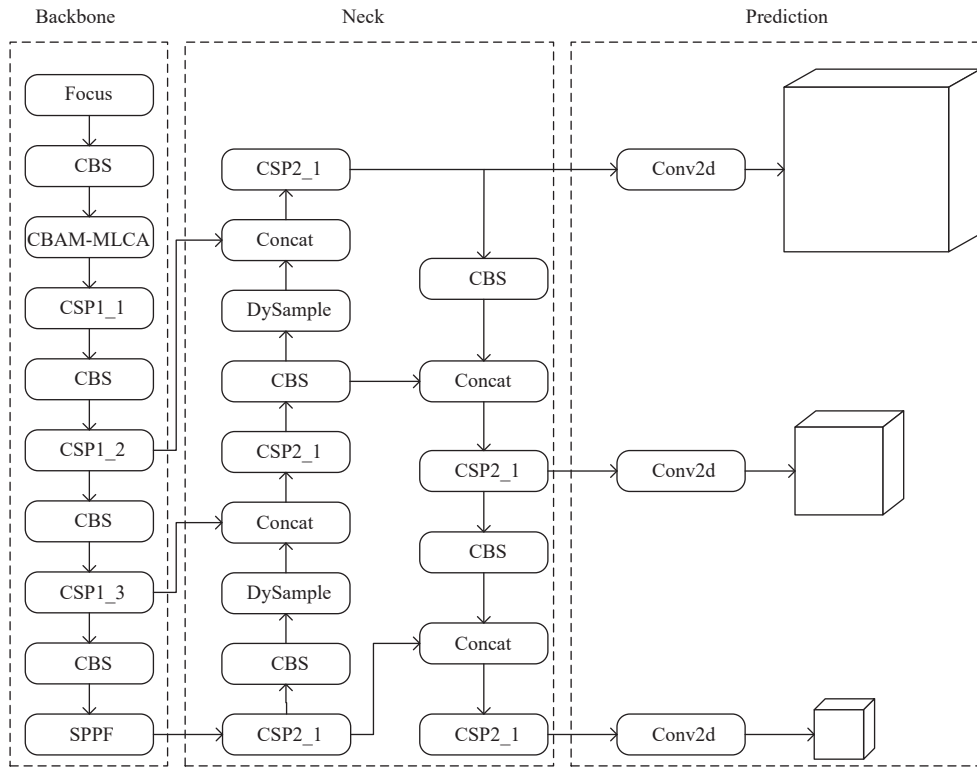 Backbone
Neck
Prediction
Focus
CBS
CBAM-MLCA
CSP1_1
CBS
CSP1_2
CBS
CSP1_3
CBS
SPPF
CSP2_1
Concat
DySample
CBS
CSP2_1
Concat
DySample
CBS
CSP2_1
CBS
Concat
CSP2_1
CBS
Concat
CSP2_1
Conv2d
Conv2d
Conv2d